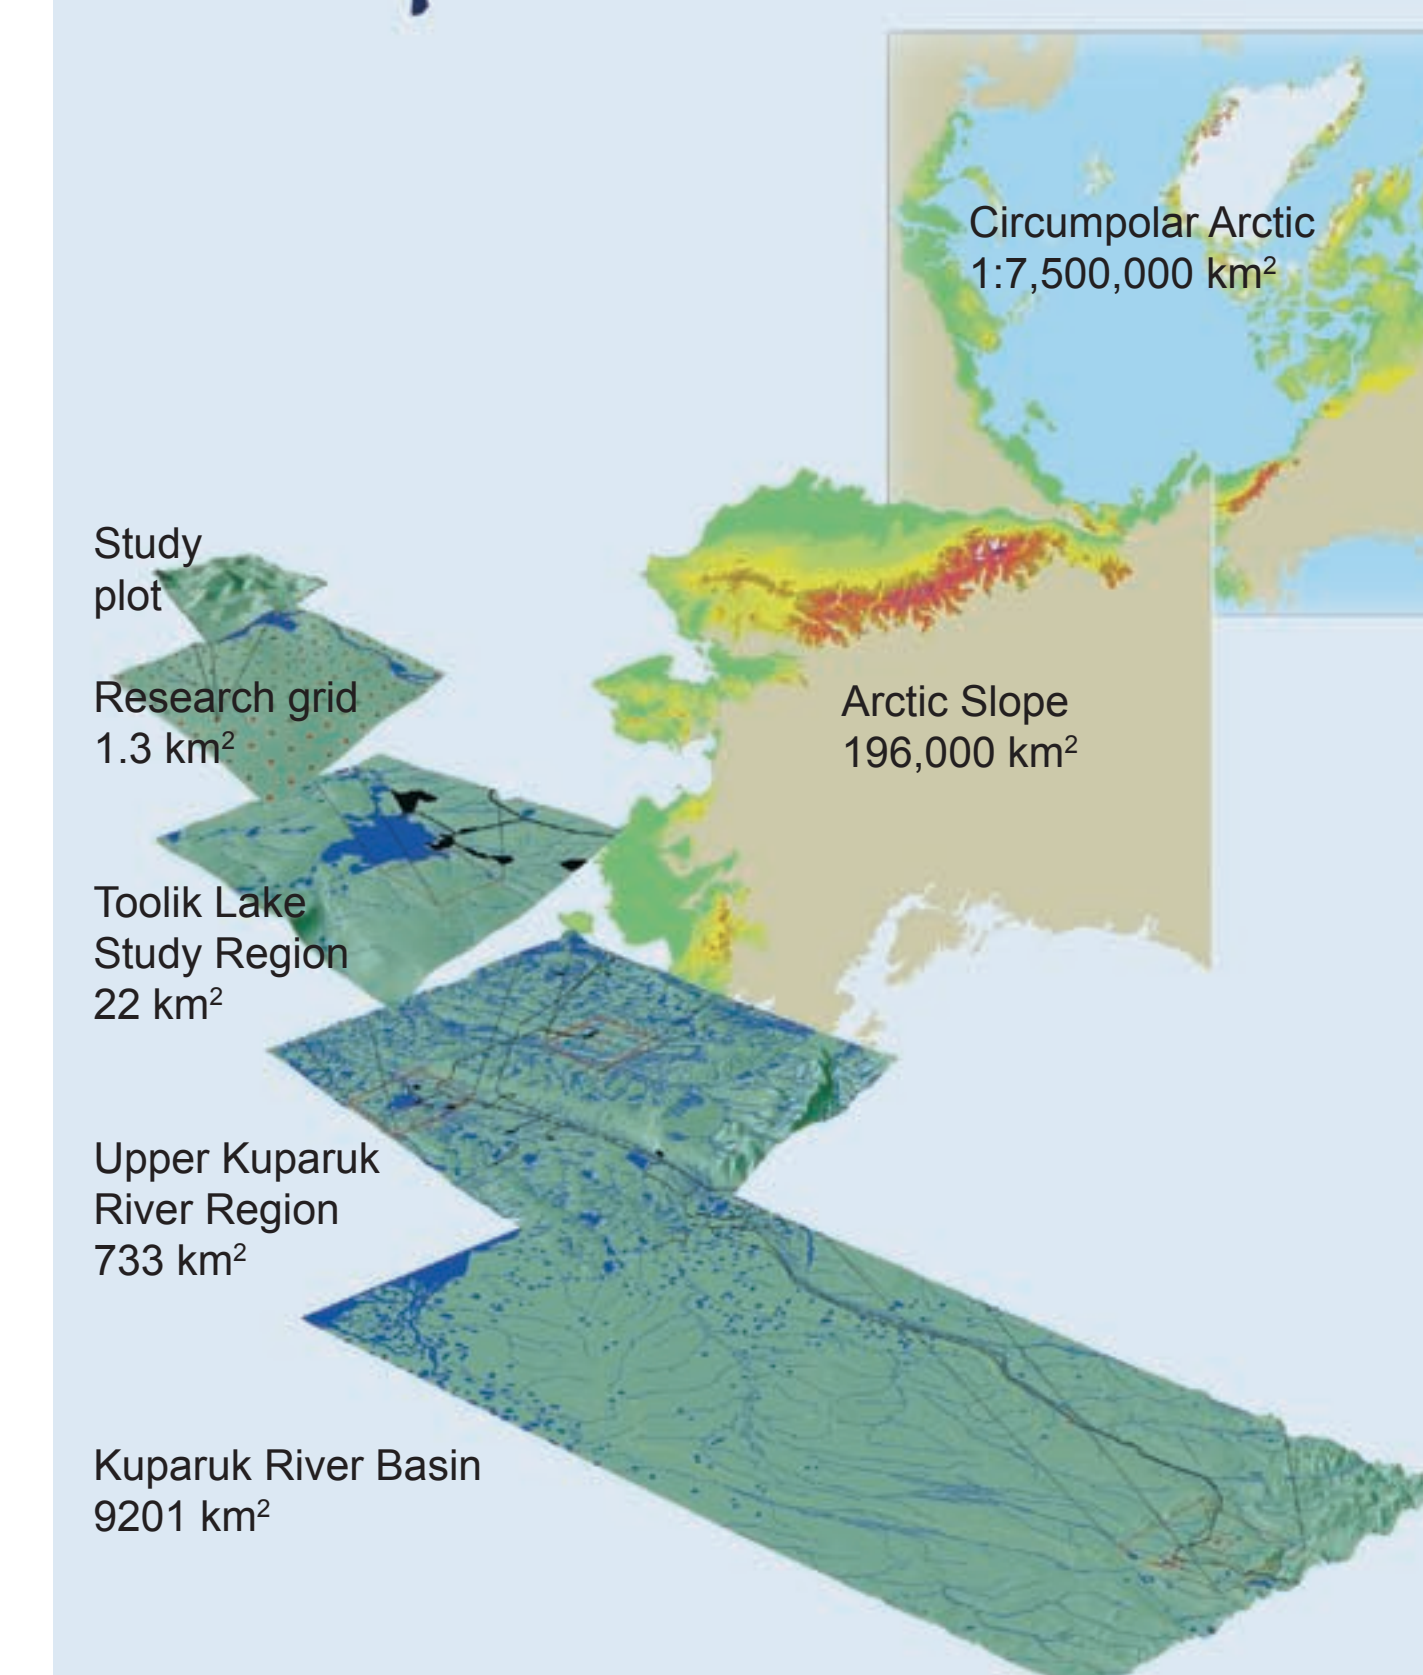 Circumpolar Arctic
1:7,500,000 km²
Study
plot
Research grid
1.3 km²
Arctic Slope
196,000 km²
Toolik Lake
Study Region
22 km²
Upper Kuparuk
River Region
733 km²
Kuparuk River Basin
9201 km²